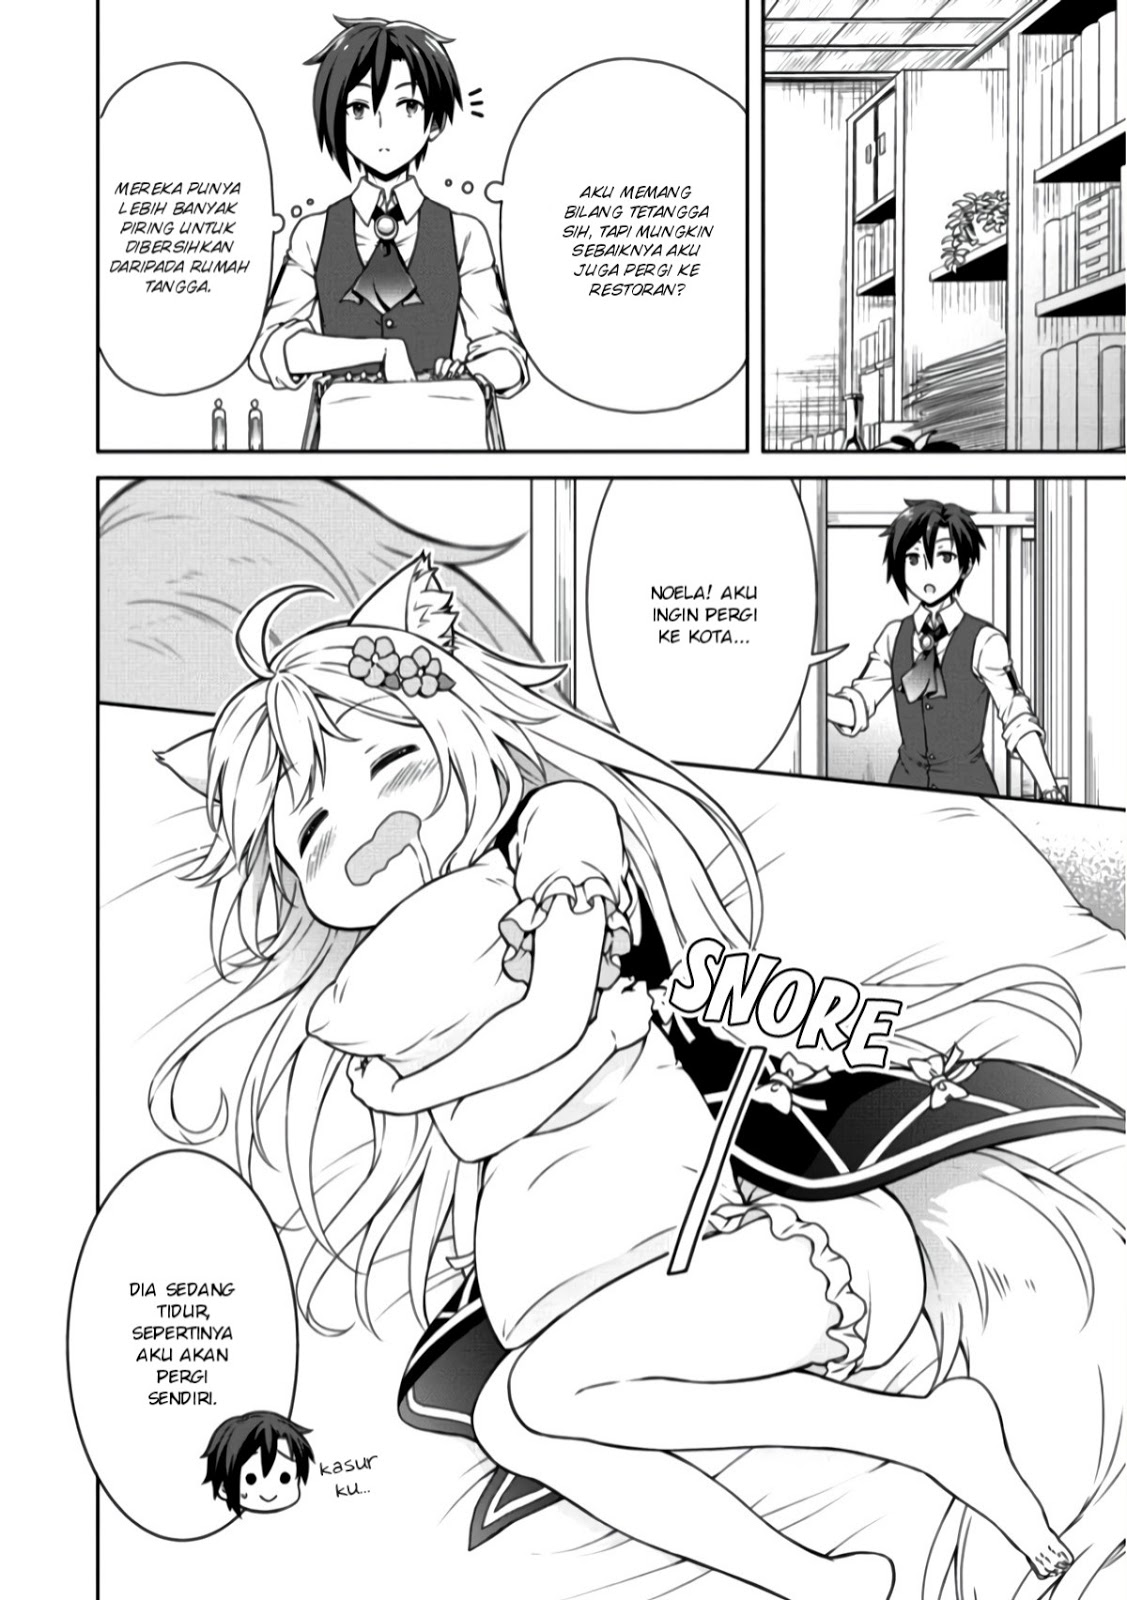 AKU MEMANG
BILANG TETANGGA
SIH, TAPI MUNGKIN
SEBAIKNYA AKU
JUGA PERGI KE
RESTORAN?
MEREKA PUNYA
LEBIH BANYAK
PIRING UNTUK
DIBERSIHKAN
DARIPADA RUMAH
TANGGA.
NOELA! AKU
INGIN PERGI
KE KOTA...
SNORE
DIA SEDANG
TIDUR,
SEPERTINYA
AKU AKAN
PERGI
SENDIRI.
kasur
ku...